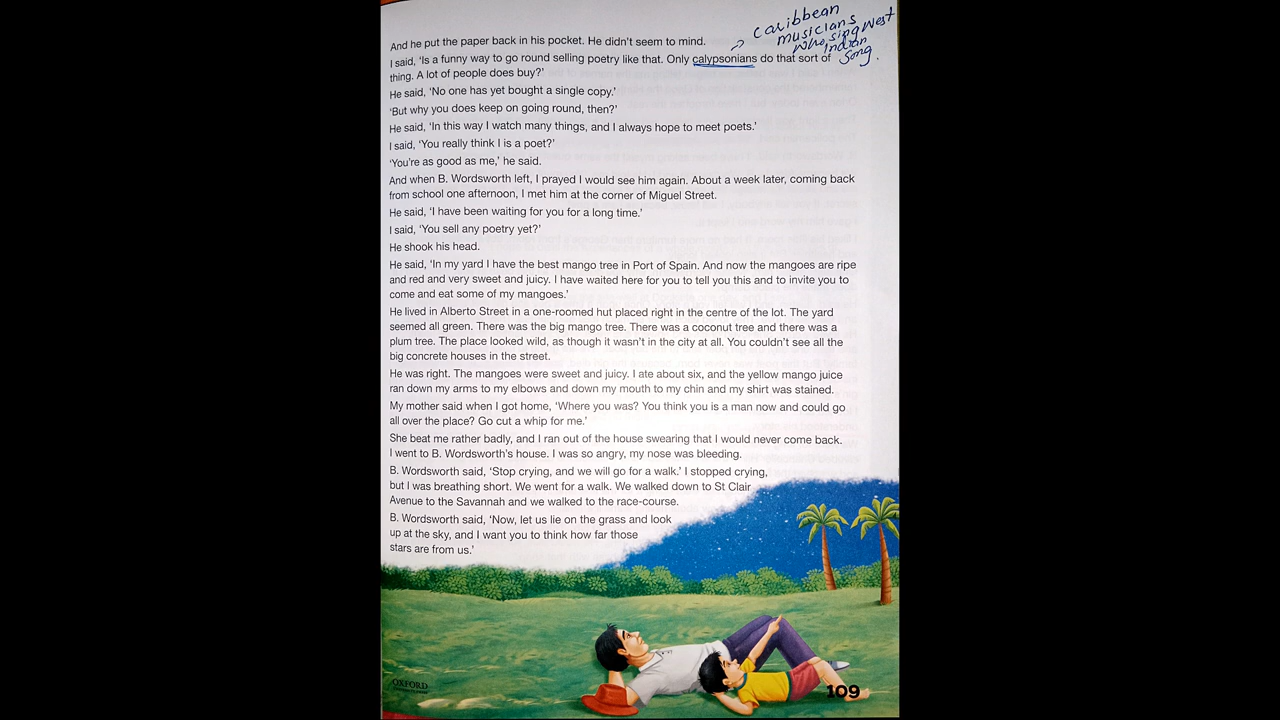 caribbean
musicians
who sing west
indian
song.
And he put the paper back in his pocket. He didn't seem to mind.
I said, 'Is a funny way to go round selling poetry like that. Only calypsonians do that sort of
thing. A lot of people does buy?'
He said, 'No one has yet bought a single copy.'
'But why you does keep on going round, then?'
He said, 'In this way I watch many things, and I always hope to meet poets.'
I said, 'You really think I is a poet?'
'You're as good as me,' he said.
And when B. Wordsworth left, I prayed I would see him again. About a week later, coming back
from school one afternoon, I met him at the corner of Miguel Street.
He said, 'I have been waiting for you for a long time.'
I said, 'You sell any poetry yet?'
He shook his head.
He said, 'In my yard I have the best mango tree in Port of Spain. And now the mangoes are ripe
and red and very sweet and juicy. I have waited here for you to tell you this and to invite you to
come and eat some of my mangoes.'
He lived in Alberto Street in a one-roomed hut placed right in the centre of the lot. The yard
seemed all green. There was the big mango tree. There was a coconut tree and there was a
plum tree. The place looked wild, as though it wasn't in the city at all. You couldn't see all the
big concrete houses in the street.
He was right. The mangoes were sweet and juicy. I ate about six, and the yellow mango juice
ran down my arms to my elbows and down my mouth to my chin and my shirt was stained.
My mother said when I got home, 'Where you was? You think you is a man now and could go
all over the place? Go cut a whip for me.'
She beat me rather badly, and I ran out of the house swearing that I would never come back.
I went to B. Wordsworth's house. I was so angry, my nose was bleeding.
B. Wordsworth said, 'Stop crying, and we will go for a walk.' I stopped crying,
but I was breathing short. We went for a walk. We walked down to St Clair
Avenue to the Savannah and we walked to the race-course.
B. Wordsworth said, 'Now, let us lie on the grass and look
up at the sky, and I want you to think how far those
stars are from us.'
OXFORD
109